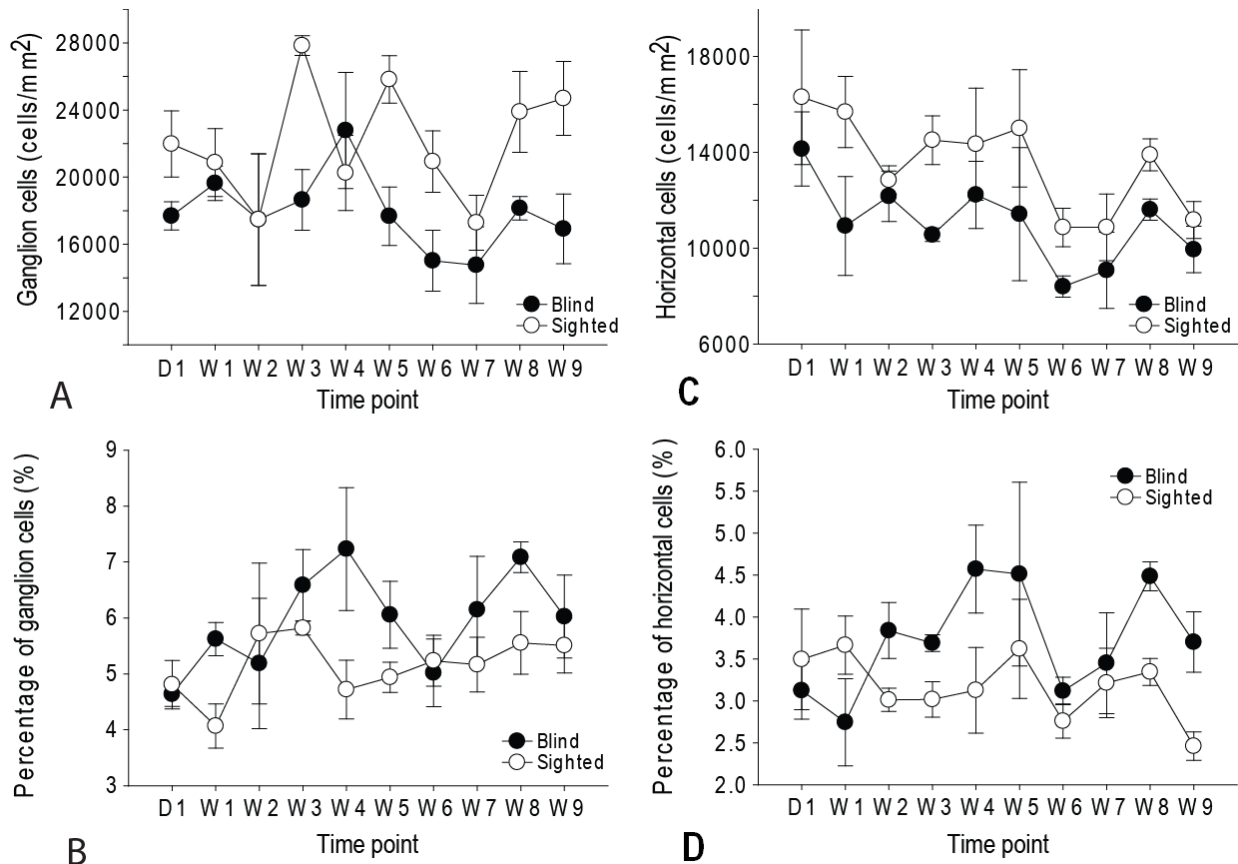 Ganglion cells (cells/mm2)
28000
24000
20000
16000
12000
Blind
Sighted
D1 W1 W2 W3 W4 W5 W6 W7 W8 W9
Time point
A
Horizontal cells (cells/mm2)
18000
14000
10000
6000
Blind
Sighted
D1 W1 W2 W3 W4 W5 W6 W7 W8 W9
Time point
C
Percentage of ganglion cells (%)
9
8
7
6
5
4
3
Blind
Sighted
D1 W1 W2 W3 W4 W5 W6 W7 W8 W9
Time point
B
Percentage of horizontal cells (%)
6.0
5.5
5.0
4.5
4.0
3.5
3.0
2.5
2.0
Blind
Sighted
D1 W1 W2 W3 W4 W5 W6 W7 W8 W9
Time point
D